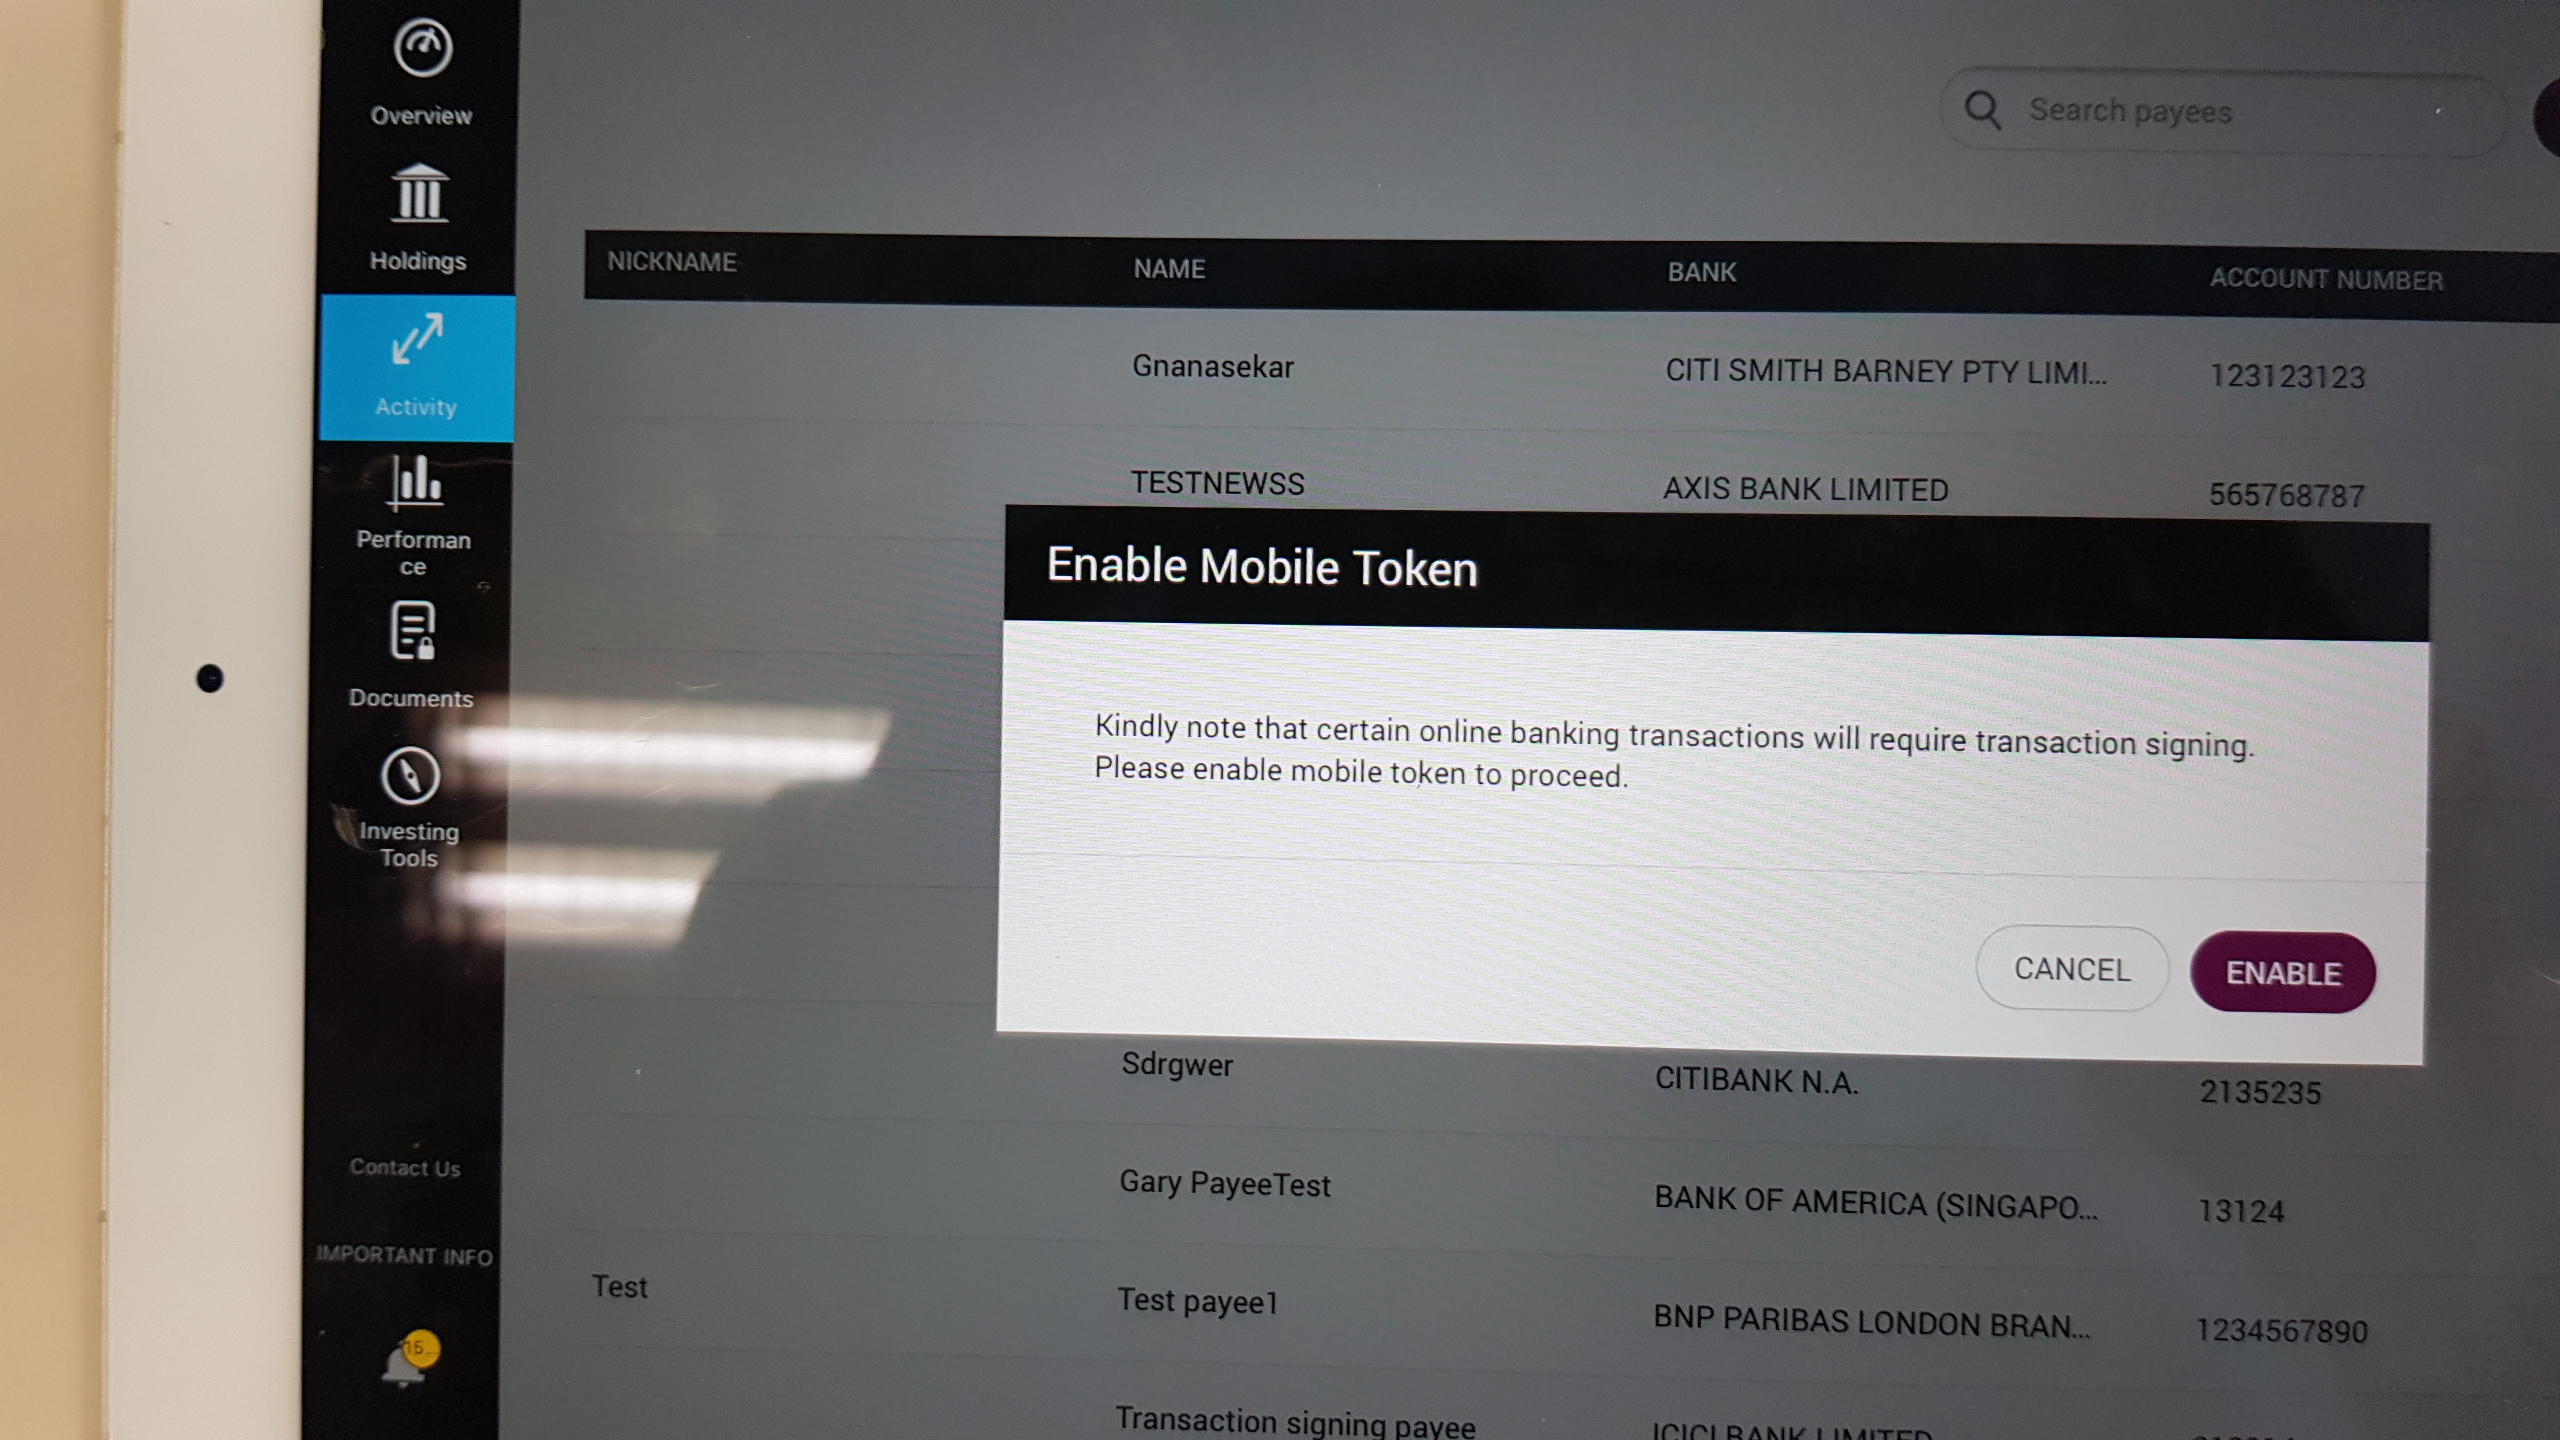 Overview
Holdings
Activity
Performan
ce
Documents
Investing
Tools
Contact Us
IMPORTANT INFO
15...
Search payees
NICKNAME NAME BANK ACCOUNT NUMBER
Gnanasekar CITI SMITH BARNEY PTY LIMI... 123123123
TESTNEWSS AXIS BANK LIMITED 565768787
Enable Mobile Token
Kindly note that certain online banking transactions will require transaction signing.
Please enable mobile token to proceed.
CANCEL ENABLE
Sdrgwer CITIBANK N.A. 2135235
Gary PayeeTest BANK OF AMERICA (SINGAPO... 13124
Test Test payee1 BNP PARIBAS LONDON BRAN... 1234567890
Transaction signing payee ICICI BANK LIMITED